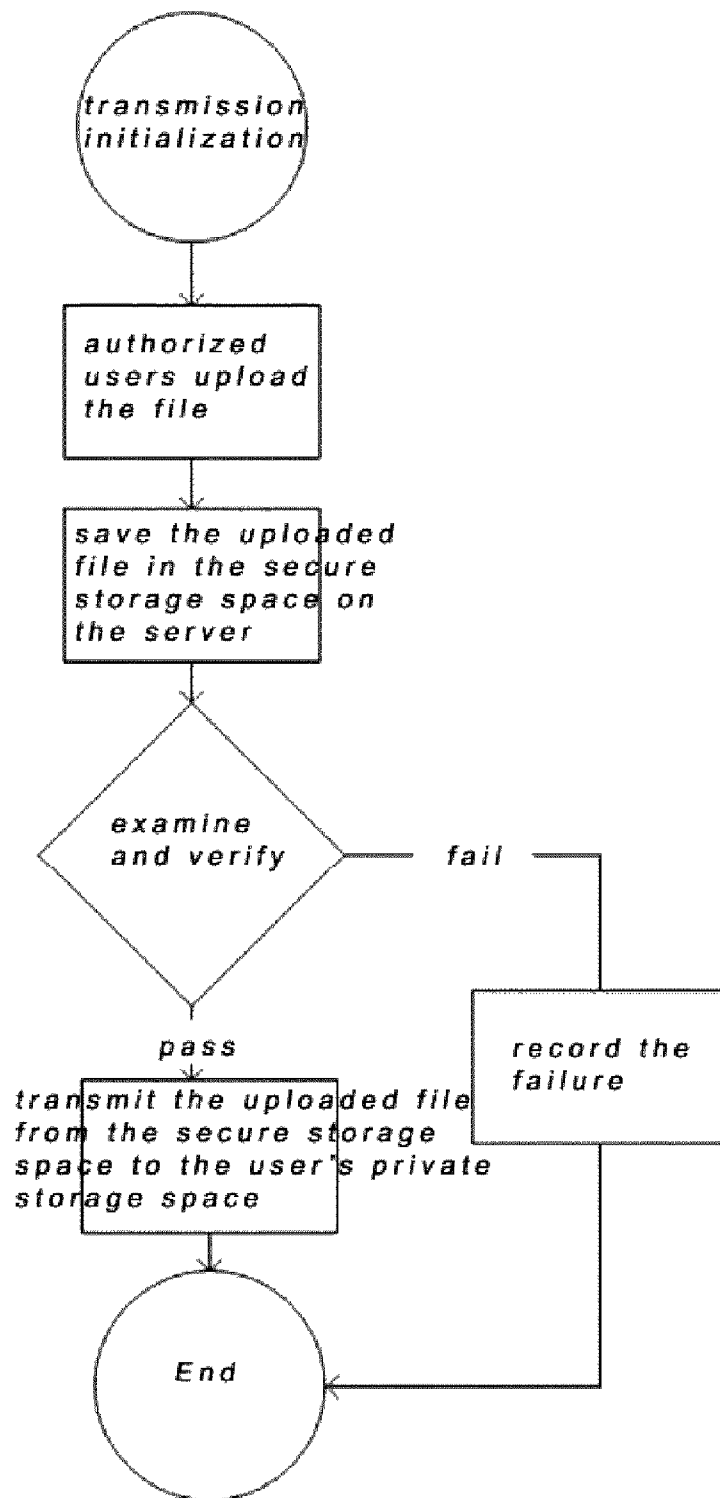 transmission
initialization
authorized
users upload
the file
save the uploaded
file in the secure
storage space on
the server
examine
and verify
fail
pass
record the
failure
transmit the uploaded file
from the secure storage
space to the user's private
storage space
End